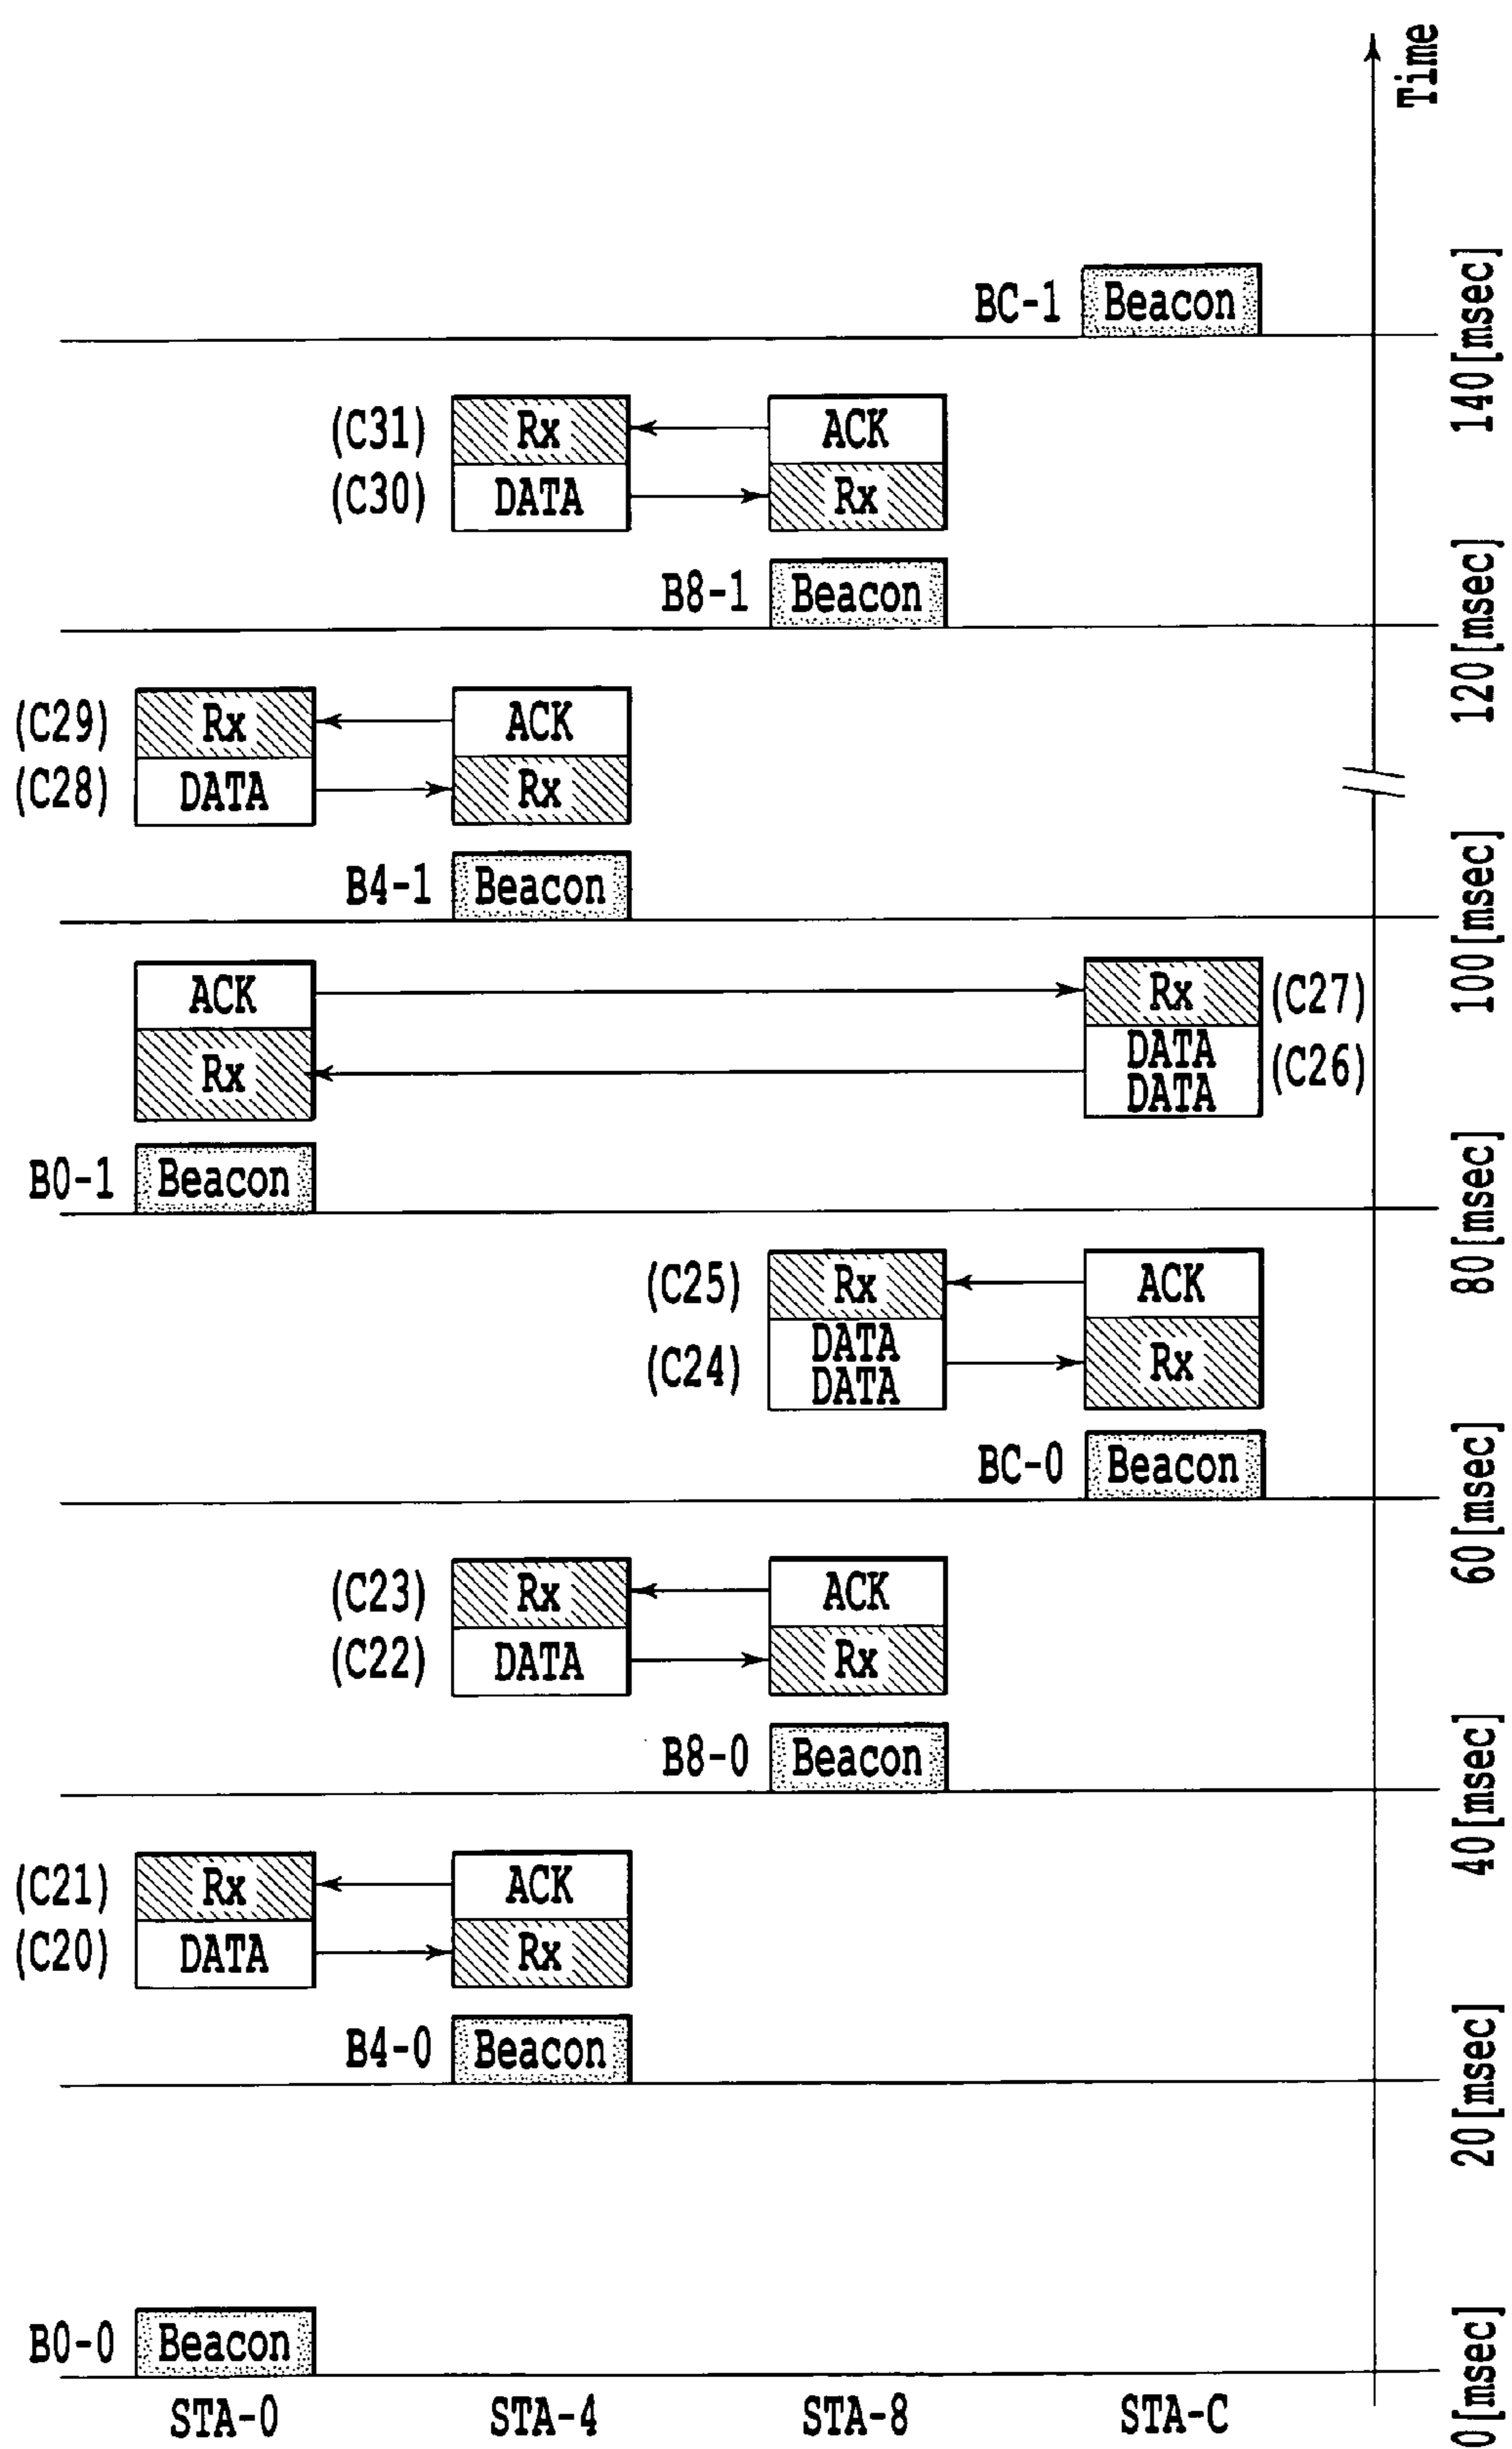 Time
BC-1 Beacon
140[msec]
(C31) Rx ACK
(C30) DATA Rx
B8-1 Beacon
120[msec]
(C29) Rx ACK
(C28) DATA Rx
B4-1 Beacon
100[msec]
ACK Rx (C27)
Rx DATA (C26)
DATA
B0-1 Beacon
80[msec]
(C25) Rx ACK
(C24) DATA Rx
DATA
BC-0 Beacon
60[msec]
(C23) Rx ACK
(C22) DATA Rx
B8-0 Beacon
40[msec]
(C21) Rx ACK
(C20) DATA Rx
B4-0 Beacon
20[msec]
B0-0 Beacon
0[msec]
STA-0 STA-4 STA-8 STA-C